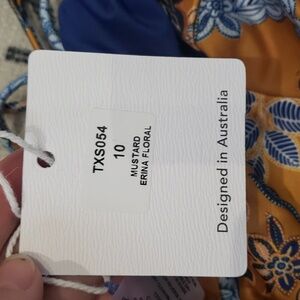 TXS054
10
MUSTARD
ERINA FLORAL
Designed in Australia